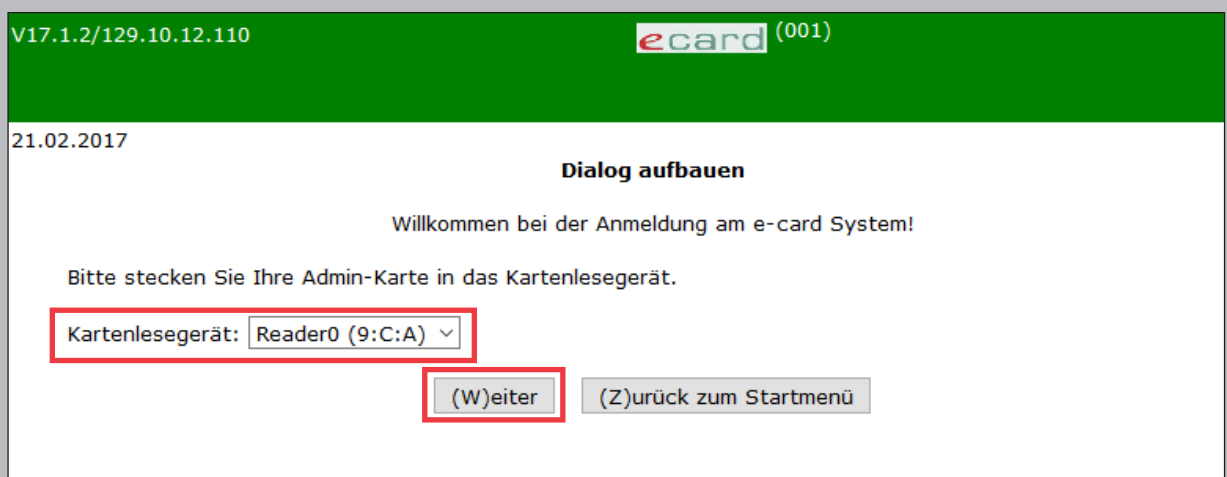 V17.1.2/129.10.12.110
ecard (001)
21.02.2017
Dialog aufbauen
Willkommen bei der Anmeldung am e-card System!
Bitte stecken Sie Ihre Admin-Karte in das Kartenlesegerät.
Kartenlesegerät: Reader0 (9:C:A)
(W)eiter (Z)urück zum Startmenü